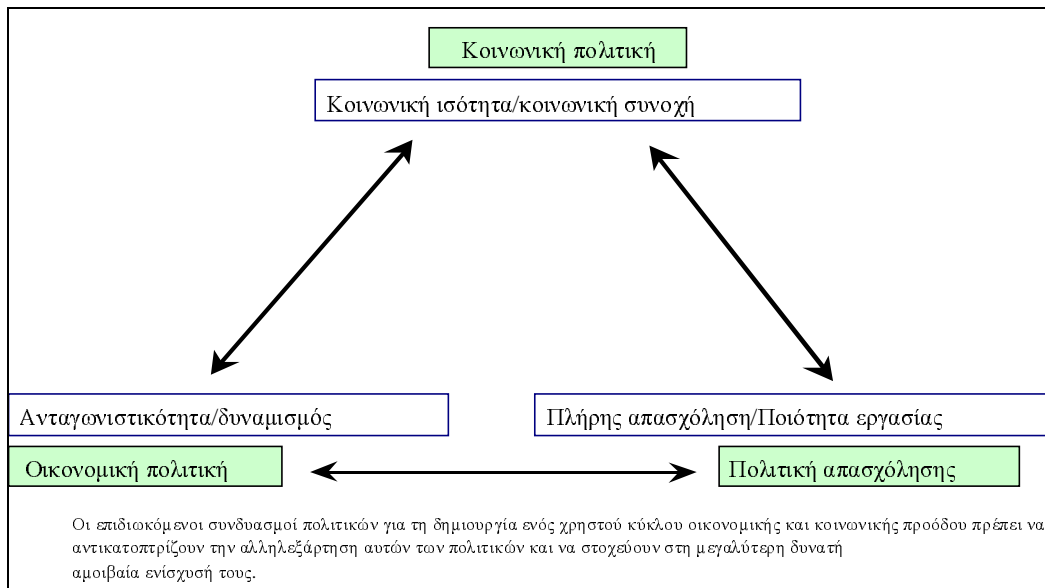 Κοινωνική πολιτική
Κοινωνική ισότητα/κοινωνική συνοχή
Ανταγωνιστικότητα/δυναμισμός
Πλήρης απασχόληση/Ποιότητα εργασίας
Οικονομική πολιτική
Πολιτική απασχόλησης
Οι επιδιωκόμενοι συνδυασμοί πολιτικών για τη δημιουργία ενός χρηστού κύκλου οικονομικής και κοινωνικής προόδου πρέπει να
αντικατοπτρίζουν την αλληλεξάρτηση αυτών των πολιτικών και να στοχεύουν στη μεγαλύτερη δυνατή
αμοιβαία ενίσχυσή τους.